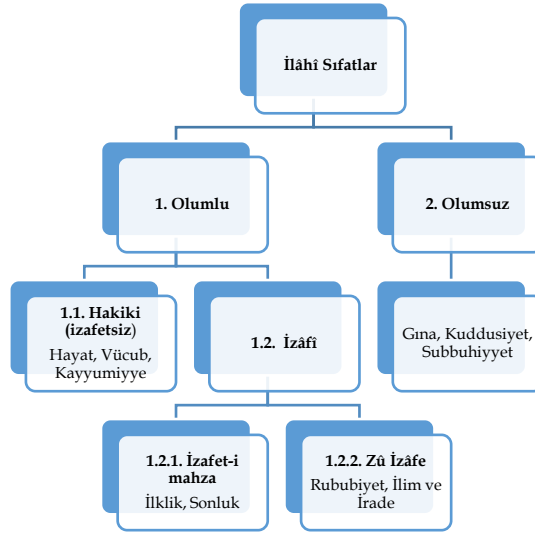 İlâhî Sıfatlar
1. Olumlu
2. Olumsuz
1.1. Hakiki
(izafetsiz)
Hayat, Vücub,
Kayyumiyye
1.2. İzâfî
Gına, Kuddusiyet,
Subbuhiyyet
1.2.1. İzafet-i
mahza
İlklik, Sonluk
1.2.2. Zû İzâfe
Rububiyet, İlim ve
İrade